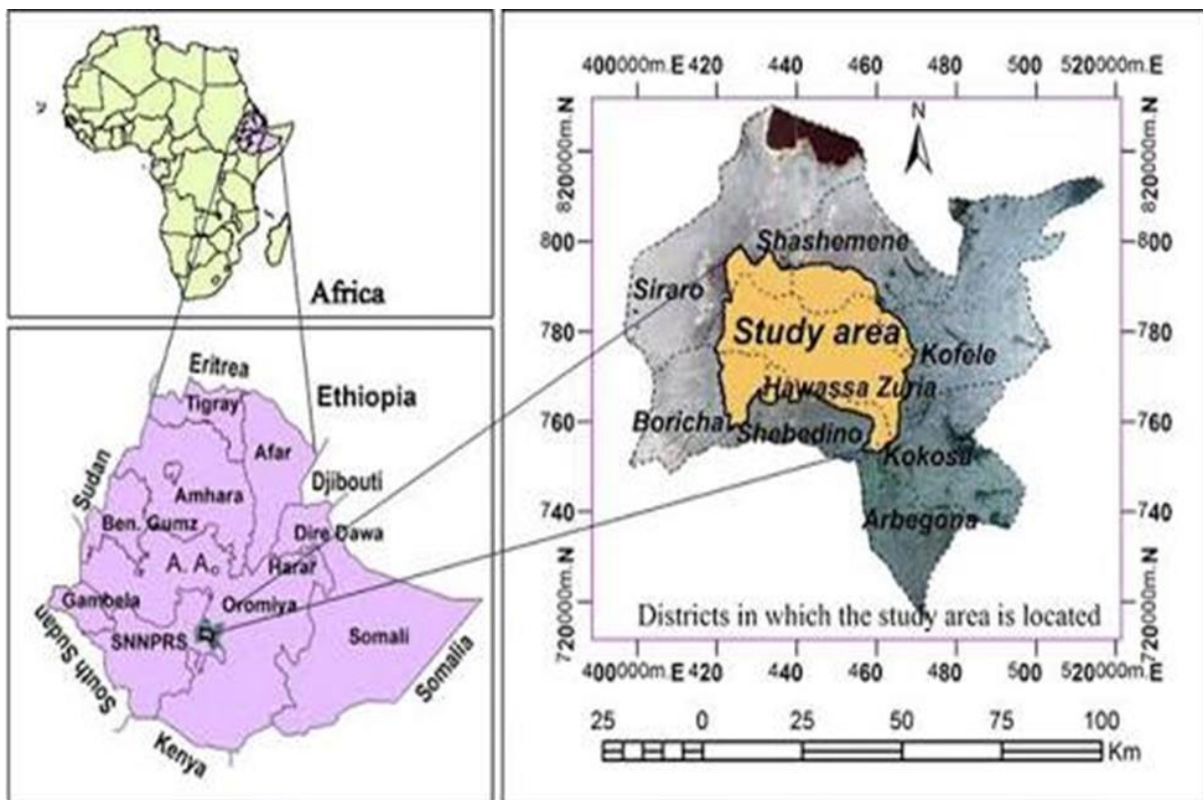 Africa
Eritrea
Tigray
Ethiopia
Afar
Sudan
Djibouti
Amhara
Ben. Gumz
Dire Dawa
A. A.
Harar
Gambela
Oromiya
SNNPRS
Somali
South Sudan
Somalia
Kenya
400000m.E 420 440 460 480 500 520000m.E
N
820000m.N
800
780
760
740
720000m.N
Shashemene
Siraro
Study area
Kofele
Hawassa Zuria
Boricha
Shebedino
Kokosa
Arbegona
Districts in which the study area is located
820000m.N
800
780
760
740
720000m.N
400000m.E 420 440 460 480 500 520000m.E
25 0 25 50 75 100
Km